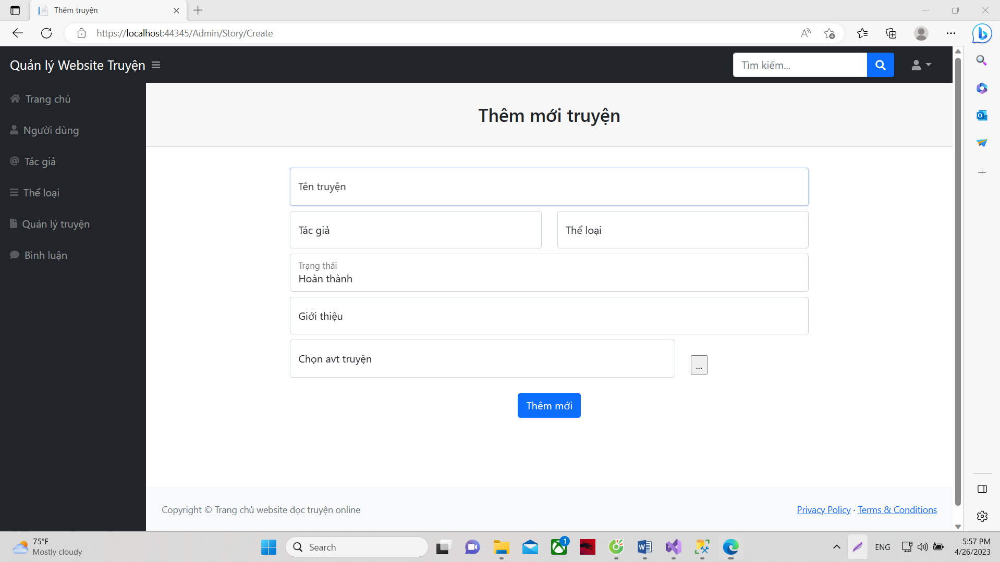 Thêm truyện
https://localhost:44345/Admin/Story/Create
Quản lý Website Truyện
Tìm kiếm...
Trang chủ
Người dùng
Tác giả
Thể loại
Quản lý truyện
Bình luận
Thêm mới truyện
Tên truyện
Tác giả
Thể loại
Trạng thái
Hoàn thành
Giới thiệu
Chọn avt truyện
...
Thêm mới
Copyright © Trang chủ website đọc truyện online
Privacy Policy · Terms & Conditions
75°F
Mostly cloudy
Search
1
ENG
5:57 PM
4/26/2023